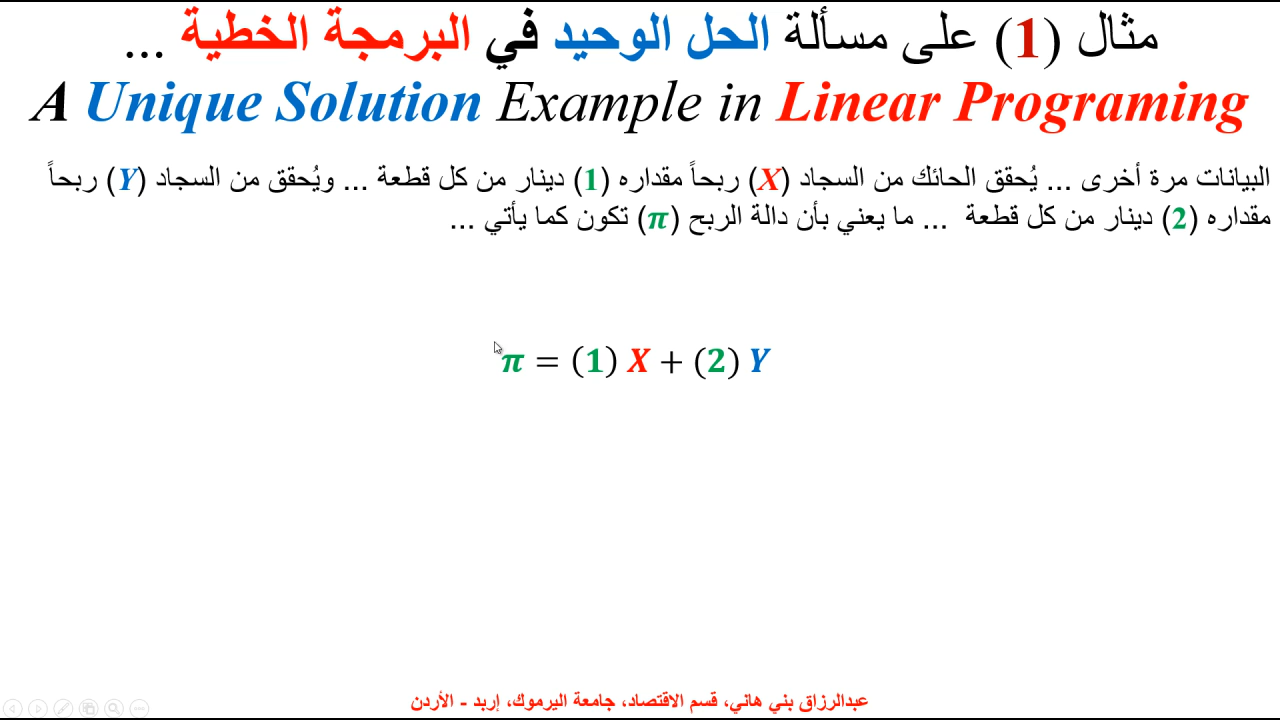 مثال (1) على مسألة الحل الوحيد في البرمجة الخطية ...
A Unique Solution Example in Linear Programing
البيانات مرة أخرى ... يُحقق الحائك من السجاد (X) ربحاً مقداره (1) دينار من كل قطعة ... ويُحقق من السجاد (Y) ربحاً
مقداره (2) دينار من كل قطعة ... ما يعني بأن دالة الربح (π) تكون كما يأتي ...
π = (1) X + (2) Y
عبدالرزاق بني هاني، قسم الاقتصاد، جامعة اليرموك، إربد - الأردن